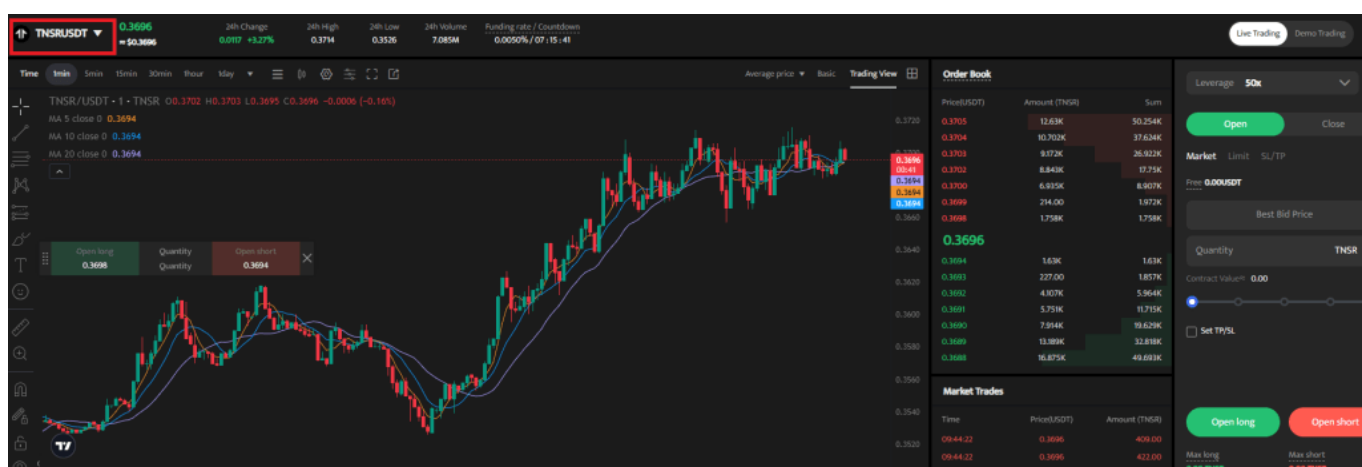 TNSRUSDT
0.3696
≈ $0.3696
24h Change
0.0117 +3.27%
24h High
0.3714
24h Low
0.3526
24h Volume
7.085M
Funding rate / Countdown
0.0050% / 07 : 15 : 41
Live Trading Demo Trading
Time 1min 5min 15min 30min 1hour 1day
Average price Basic Trading View
TNSR/USDT • 1 • TNSR O0.3702 H0.3703 L0.3695 C0.3696 -0.0006 (-0.16%)
MA 5 close 0 0.3694
MA 10 close 0 0.3694
MA 20 close 0 0.3694
Open long
0.3698
Quantity
Quantity
Open short
0.3694
0.3720
0.3700
0.3696
00:41
0.3694
0.3694
0.3694
0.3660
0.3640
0.3620
0.3600
0.3580
0.3560
0.3540
0.3520
Order Book
Price(USDT) Amount (TNSR) Sum
0.3705 12.63K 50.254K
0.3704 10.702K 37.624K
0.3703 9.172K 26.922K
0.3702 8.843K 17.75K
0.3700 6.935K 8.907K
0.3699 214.00 1.972K
0.3698 1.758K 1.758K
0.3696
0.3694 1.63K 1.63K
0.3693 227.00 1.857K
0.3692 4.107K 5.964K
0.3691 5.751K 11.715K
0.3690 7.914K 19.629K
0.3689 13.189K 32.818K
0.3688 16.875K 49.693K
Market Trades
Time Price(USDT) Amount (TNSR)
09:44:22 0.3696 409.00
09:44:22 0.3696 422.00
Leverage 50x
Open Close
Market Limit SL/TP
Free 0.00USDT
Best Bid Price
Quantity TNSR
Contract Value≈ 0.00
Set TP/SL
Open long Open short
Max long Max short